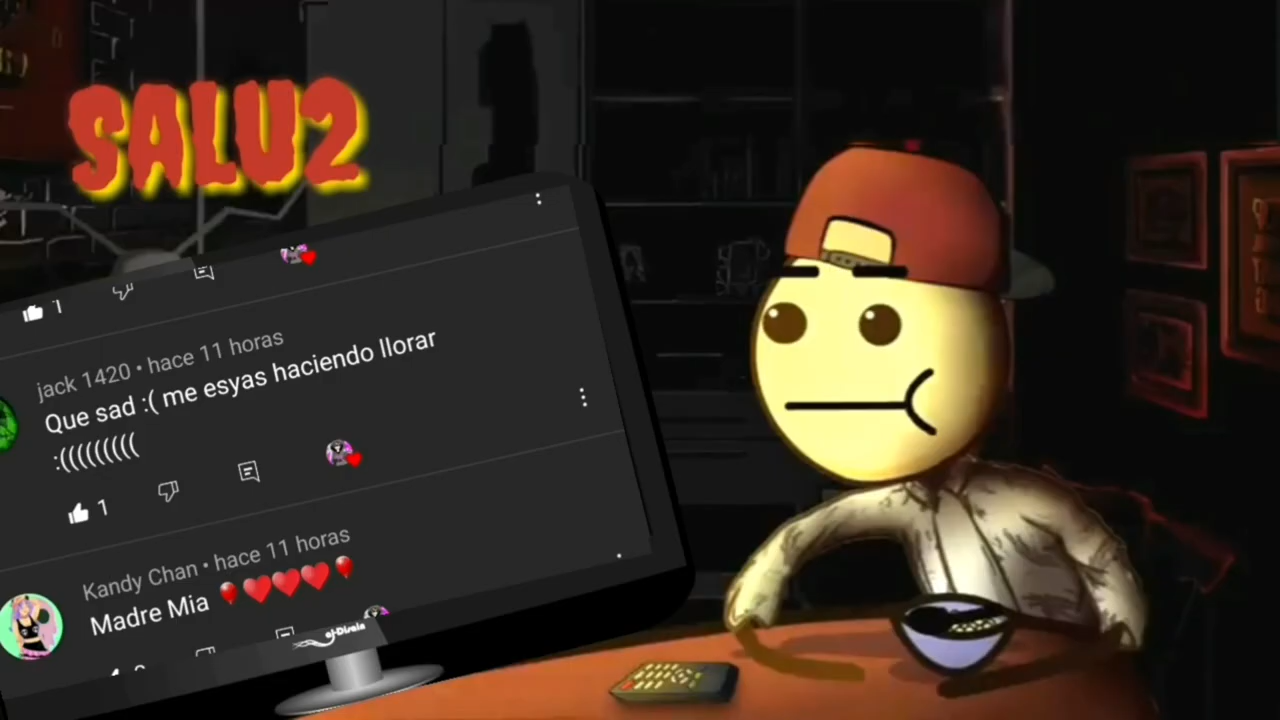 SALU2
1
jack 1420 • hace 11 horas
Que sad :( me esyas haciendo llorar
:(((((((((
1
Kandy Chan • hace 11 horas
Madre Mia 🎈❤️❤️❤️🎈